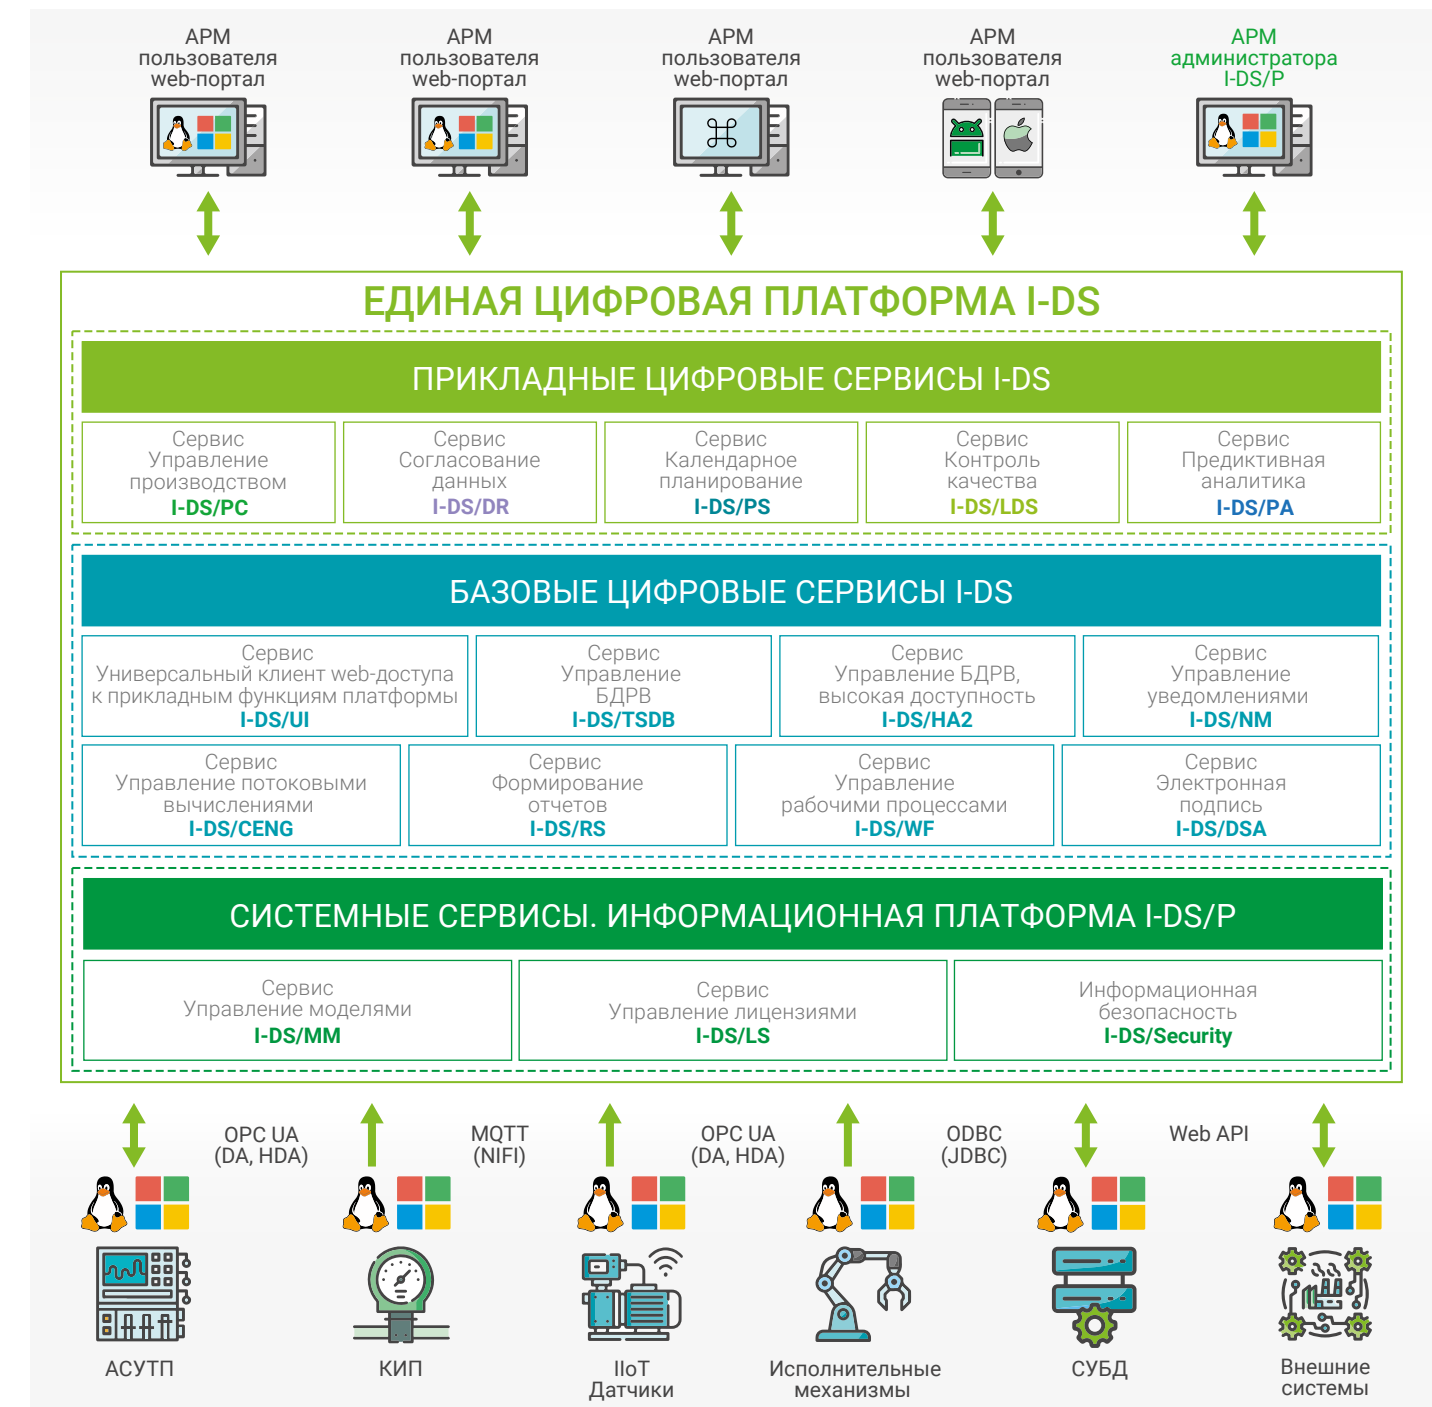 АРМ
пользователя
web-портал
АРМ
пользователя
web-портал
АРМ
пользователя
web-портал
АРМ
пользователя
web-портал
АРМ
администратора
I-DS/P
ЕДИНАЯ ЦИФРОВАЯ ПЛАТФОРМА I-DS
ПРИКЛАДНЫЕ ЦИФРОВЫЕ СЕРВИСЫ I-DS
Сервис
Управление
производством
I-DS/PC
Сервис
Согласование
данных
I-DS/DR
Сервис
Календарное
планирование
I-DS/PS
Сервис
Контроль
качества
I-DS/LDS
Сервис
Предиктивная
аналитика
I-DS/PA
БАЗОВЫЕ ЦИФРОВЫЕ СЕРВИСЫ I-DS
Сервис
Универсальный клиент web-доступа
к прикладным функциям платформы
I-DS/UI
Сервис
Управление
БДРВ
I-DS/TSDB
Сервис
Управление БДРВ,
высокая доступность
I-DS/HA2
Сервис
Управление
уведомлениями
I-DS/NM
Сервис
Управление потоковыми
вычислениями
I-DS/CENG
Сервис
Формирование
отчетов
I-DS/RS
Сервис
Управление
рабочими процессами
I-DS/WF
Сервис
Электронная
подпись
I-DS/DSA
СИСТЕМНЫЕ СЕРВИСЫ. ИНФОРМАЦИОННАЯ ПЛАТФОРМА I-DS/P
Сервис
Управление моделями
I-DS/MM
Сервис
Управление лицензиями
I-DS/LS
Информационная
безопасность
I-DS/Security
OPC UA
(DA, HDA)
MQTT
(NIFI)
OPC UA
(DA, HDA)
ODBC
(JDBC)
Web API
АСУТП
КИП
IIoT
Датчики
Исполнительные
механизмы
СУБД
Внешние
системы